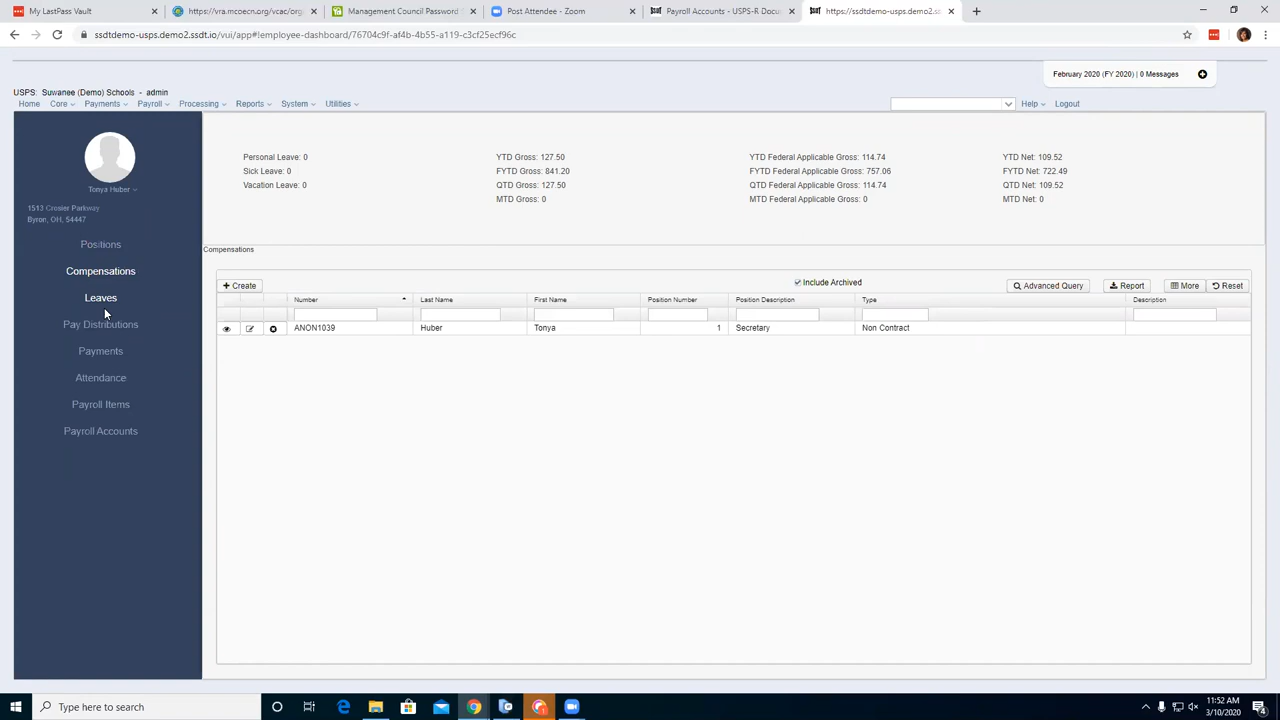 My LastPass Vault
https://vra.mcoecn.org/vcac/org/
Management Council Password
Post Attendee - Zoom
Payroll Accounts - USPS-R Docu
https://ssdtdemo-usps.demo2.s
ssdtdemo-usps.demo2.ssdt.io/vui/app#!employee-dashboard/76704c9f-af4b-4b55-a119-c3cf25ecf96c
February 2020 (FY 2020) | 0 Messages
USPS: Suwanee (Demo) Schools - admin
Home Core Payments Payroll Processing Reports System Utilities Help Logout
Tonya Huber
1513 Crosier Parkway
Byron, OH, 54447
Positions
Compensations
Leaves
Pay Distributions
Payments
Attendance
Payroll Items
Payroll Accounts
Personal Leave: 0
Sick Leave: 0
Vacation Leave: 0
YTD Gross: 127.50
FYTD Gross: 841.20
QTD Gross: 127.50
MTD Gross: 0
YTD Federal Applicable Gross: 114.74
FYTD Federal Applicable Gross: 757.06
QTD Federal Applicable Gross: 114.74
MTD Federal Applicable Gross: 0
YTD Net: 109.52
FYTD Net: 722.49
QTD Net: 109.52
MTD Net: 0
Compensations
Create
Include Archived
Advanced Query
Report
More
Reset
Number Last Name First Name Position Number Position Description Type Description
ANON1039 Huber Tonya 1 Secretary Non Contract
Type here to search
11:52 AM
3/10/2020
4